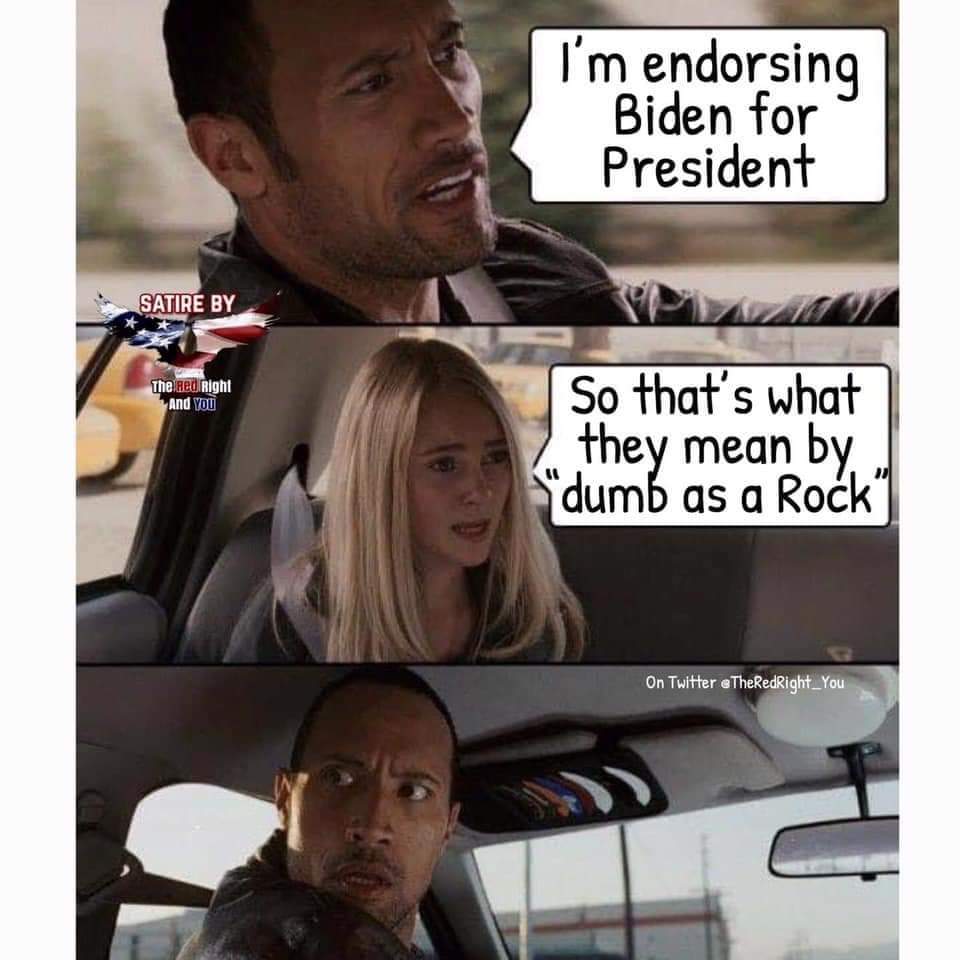 I'm endorsing
Biden for
President
SATIRE BY
The Red Right
And You
So that's what
they mean by
"dumb as a Rock"
On Twitter @TheRedRight_You